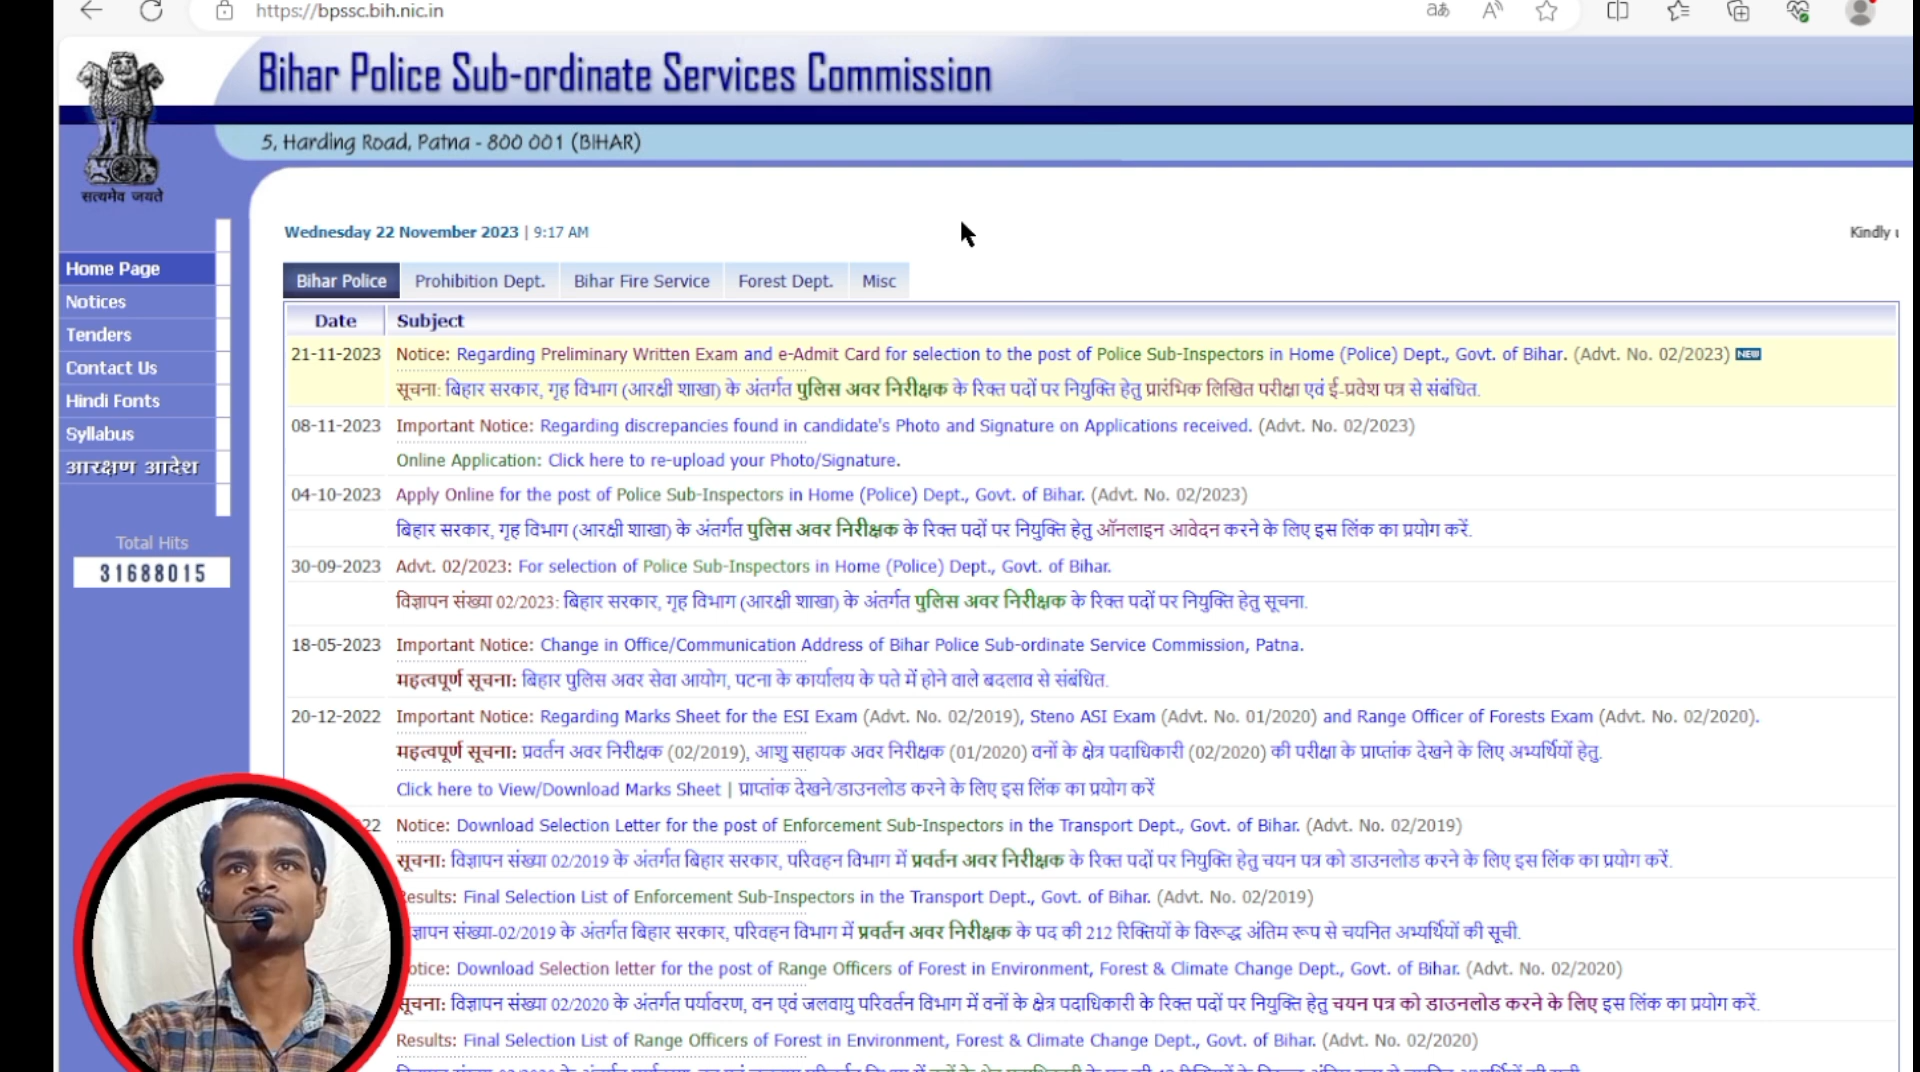 https://bpssc.bih.nic.in
Bihar Police Sub-ordinate Services Commission
5, Harding Road, Patna - 800 001 (BIHAR)
सत्यमेव जयते
Wednesday 22 November 2023 | 9:17 AM
Kindly
Home Page
Notices
Tenders
Contact Us
Hindi Fonts
Syllabus
आरक्षण आदेश
Total Hits
31688015
Bihar Police Prohibition Dept. Bihar Fire Service Forest Dept. Misc
Date Subject
21-11-2023 Notice: Regarding Preliminary Written Exam and e-Admit Card for selection to the post of Police Sub-Inspectors in Home (Police) Dept., Govt. of Bihar. (Advt. No. 02/2023) NEW
सूचना: बिहार सरकार, गृह विभाग (आरक्षी शाखा) के अंतर्गत पुलिस अवर निरीक्षक के रिक्त पदों पर नियुक्ति हेतु प्रारंभिक लिखित परीक्षा एवं ई-प्रवेश पत्र से संबंधित.
08-11-2023 Important Notice: Regarding discrepancies found in candidate's Photo and Signature on Applications received. (Advt. No. 02/2023)
Online Application: Click here to re-upload your Photo/Signature.
04-10-2023 Apply Online for the post of Police Sub-Inspectors in Home (Police) Dept., Govt. of Bihar. (Advt. No. 02/2023)
बिहार सरकार, गृह विभाग (आरक्षी शाखा) के अंतर्गत पुलिस अवर निरीक्षक के रिक्त पदों पर नियुक्ति हेतु ऑनलाइन आवेदन करने के लिए इस लिंक का प्रयोग करें.
30-09-2023 Advt. 02/2023: For selection of Police Sub-Inspectors in Home (Police) Dept., Govt. of Bihar.
विज्ञापन संख्या 02/2023: बिहार सरकार, गृह विभाग (आरक्षी शाखा) के अंतर्गत पुलिस अवर निरीक्षक के रिक्त पदों पर नियुक्ति हेतु सूचना.
18-05-2023 Important Notice: Change in Office/Communication Address of Bihar Police Sub-ordinate Service Commission, Patna.
महत्वपूर्ण सूचना: बिहार पुलिस अवर सेवा आयोग, पटना के कार्यालय के पते में होने वाले बदलाव से संबंधित.
20-12-2022 Important Notice: Regarding Marks Sheet for the ESI Exam (Advt. No. 02/2019), Steno ASI Exam (Advt. No. 01/2020) and Range Officer of Forests Exam (Advt. No. 02/2020).
महत्वपूर्ण सूचना: प्रवर्तन अवर निरीक्षक (02/2019), आशु सहायक अवर निरीक्षक (01/2020) वनों के क्षेत्र पदाधिकारी (02/2020) की परीक्षा के प्राप्तांक देखने के लिए अभ्यर्थियों हेतु.
Click here to View/Download Marks Sheet | प्राप्तांक देखने/डाउनलोड करने के लिए इस लिंक का प्रयोग करें
22 Notice: Download Selection Letter for the post of Enforcement Sub-Inspectors in the Transport Dept., Govt. of Bihar. (Advt. No. 02/2019)
सूचना: विज्ञापन संख्या 02/2019 के अंतर्गत बिहार सरकार, परिवहन विभाग में प्रवर्तन अवर निरीक्षक के रिक्त पदों पर नियुक्ति हेतु चयन पत्र को डाउनलोड करने के लिए इस लिंक का प्रयोग करें.
esults: Final Selection List of Enforcement Sub-Inspectors in the Transport Dept., Govt. of Bihar. (Advt. No. 02/2019)
ज्ञापन संख्या-02/2019 के अंतर्गत बिहार सरकार, परिवहन विभाग में प्रवर्तन अवर निरीक्षक के पद की 212 रिक्तियों के विरूद्ध अंतिम रूप से चयनित अभ्यर्थियों की सूची.
otice: Download Selection letter for the post of Range Officers of Forest in Environment, Forest & Climate Change Dept., Govt. of Bihar. (Advt. No. 02/2020)
सूचना: विज्ञापन संख्या 02/2020 के अंतर्गत पर्यावरण, वन एवं जलवायु परिवर्तन विभाग में वनों के क्षेत्र पदाधिकारी के रिक्त पदों पर नियुक्ति हेतु चयन पत्र को डाउनलोड करने के लिए इस लिंक का प्रयोग करें.
Results: Final Selection List of Range Officers of Forest in Environment, Forest & Climate Change Dept., Govt. of Bihar. (Advt. No. 02/2020)